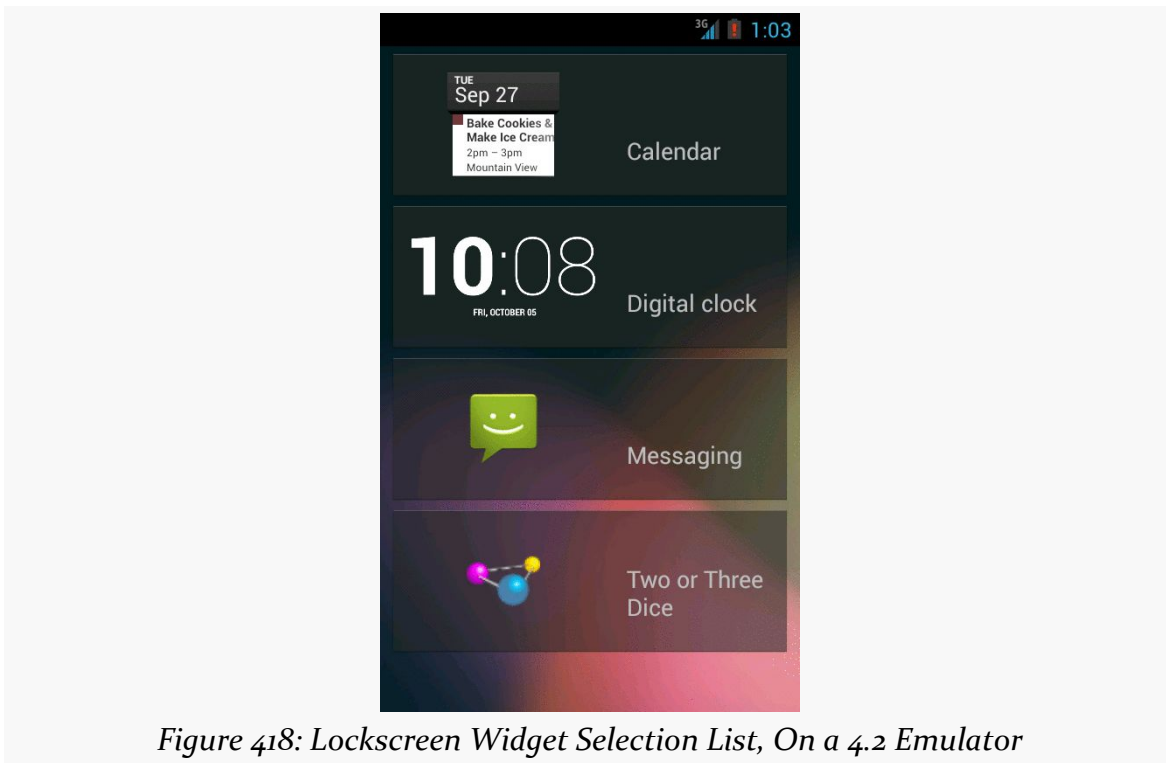 3G 1:03
TUE
Sep 27
Bake Cookies &
Make Ice Cream
2pm – 3pm
Mountain View
Calendar
10:08
FRI, OCTOBER 05
Digital clock
Messaging
Two or Three
Dice
Figure 418: Lockscreen Widget Selection List, On a 4.2 Emulator